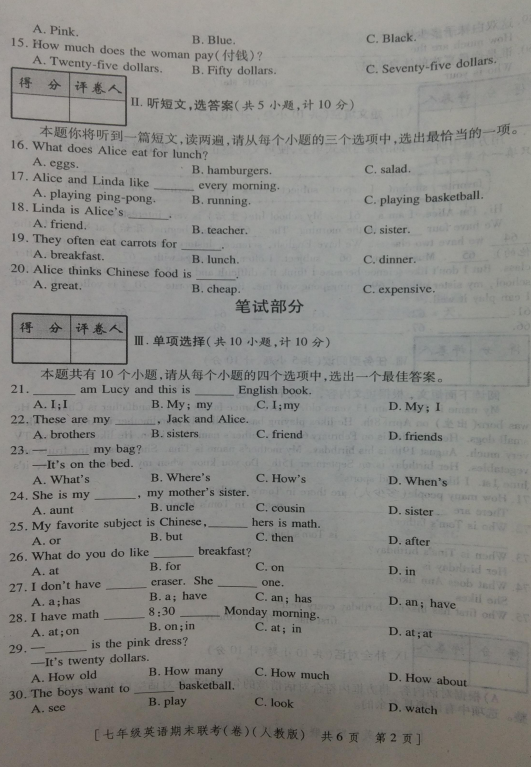 A. Pink. B. Blue. C. Black.
15. How much does the woman pay(付钱)?
A. Twenty-five dollars. B. Fifty dollars. C. Seventy-five dollars.
得 分 评卷人
Ⅱ. 听短文,选答案(共5小题,计10分)
本题你将听到一篇短文,读两遍,请从每个小题的三个选项中,选出最恰当的一项。
16. What does Alice eat for lunch?
A. eggs. B. hamburgers. C. salad.
17. Alice and Linda like ______ every morning.
A. playing ping-pong. B. running. C. playing basketball.
18. Linda is Alice's ______.
A. friend. B. teacher. C. sister.
19. They often eat carrots for ______.
A. breakfast. B. lunch. C. dinner.
20. Alice thinks Chinese food is ______.
A. great. B. cheap. C. expensive.
笔试部分
得 分 评卷人
Ⅲ. 单项选择(共10小题,计10分)
本题共有10个小题,请从每个小题的四个选项中,选出一个最佳答案。
21. ______ am Lucy and this is ______ English book.
A. I;I B. My; my C. I;my D. My; I
22. These are my ______, Jack and Alice.
A. brothers B. sisters C. friend D. friends
23. —______ my bag?
—It's on the bed.
A. What's B. Where's C. How's D. When's
24. She is my ______, my mother's sister.
A. aunt B. uncle C. cousin D. sister
25. My favorite subject is Chinese,______ hers is math.
A. or B. but C. then D. after
26. What do you do like ______ breakfast?
A. at B. for C. on D. in
27. I don't have ______ eraser. She ______ one.
A. a;has B. a; have C. an; has D. an; have
28. I have math ______ 8:30 ______ Monday morning.
A. at;on B. on;in C. at; in D. at;at
29. —______ is the pink dress?
—It's twenty dollars.
A. How old B. How many C. How much D. How about
30. The boys want to ______ basketball.
A. see B. play C. look D. watch
[七年级英语期末联考(卷)(人教版) 共6页 第2页]